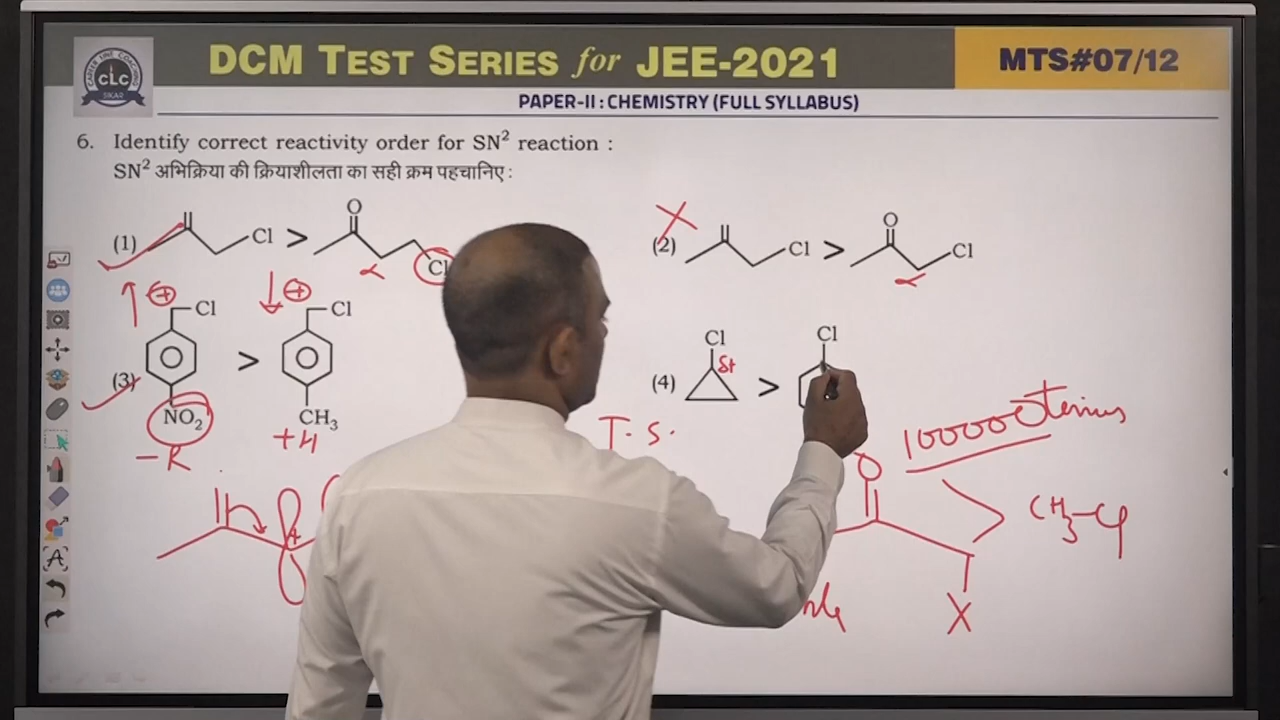 CLC
SIKAR
DCM TEST SERIES for JEE-2021
MTS#07/12
PAPER-II : CHEMISTRY (FULL SYLLABUS)
6. Identify correct reactivity order for SN² reaction :
SN² अभिक्रिया की क्रियाशीलता का सही क्रम पहचानिए :
(1) Cl > O Cl
α
(2) Cl > O Cl
α
(3) Cl > Cl
NO₂ CH₃
-R +H
(4) Cl > Cl
δ+
T.S.
10000 times
O
X
CH₃-Cl